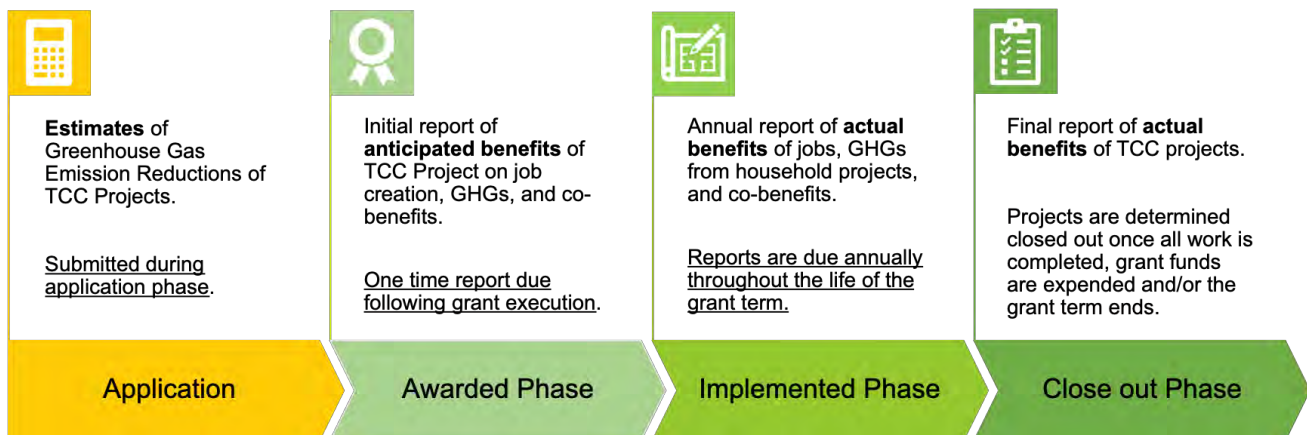 Estimates of
Greenhouse Gas
Emission Reductions of
TCC Projects.
Submitted during
application phase.
Application
Initial report of
anticipated benefits of
TCC Project on job
creation, GHGs, and co-
benefits.
One time report due
following grant execution.
Awarded Phase
Annual report of actual
benefits of jobs, GHGs
from household projects,
and co-benefits.
Reports are due annually
throughout the life of the
grant term.
Implemented Phase
Final report of actual
benefits of TCC projects.
Projects are determined
closed out once all work is
completed, grant funds
are expended and/or the
grant term ends.
Close out Phase